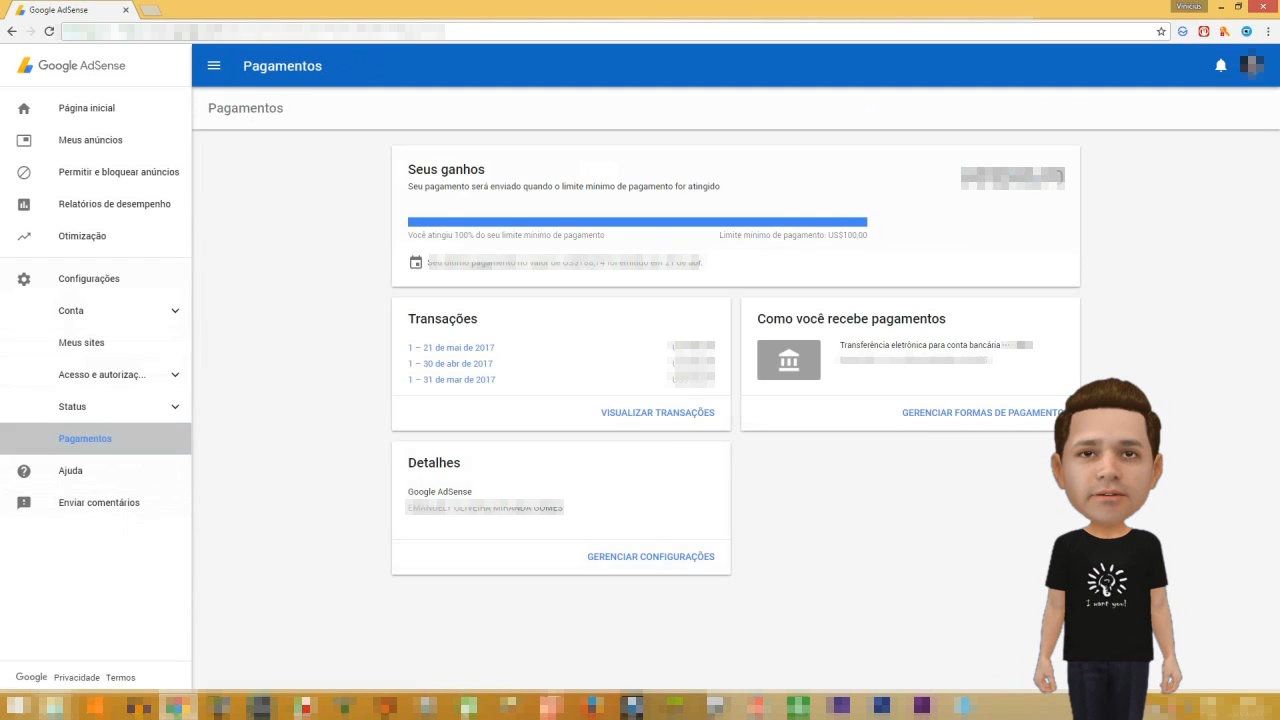 Google AdSense
Vinicius
Google AdSense
Pagamentos
Página inicial
Meus anúncios
Permitir e bloquear anúncios
Relatórios de desempenho
Otimização
Configurações
Conta
Meus sites
Acesso e autorizaç...
Status
Pagamentos
Ajuda
Enviar comentários
Google Privacidade Termos
Pagamentos
Seus ganhos
Seu pagamento será enviado quando o limite mínimo de pagamento for atingido
Você atingiu 100% do seu limite mínimo de pagamento
Limite mínimo de pagamento: US$100,00
Transações
1 – 21 de mai de 2017
1 – 30 de abr de 2017
1 – 31 de mar de 2017
VISUALIZAR TRANSAÇÕES
Como você recebe pagamentos
Transferência eletrônica para conta bancária
GERENCIAR FORMAS DE PAGAMENTO
Detalhes
Google AdSense
GERENCIAR CONFIGURAÇÕES
I want you!